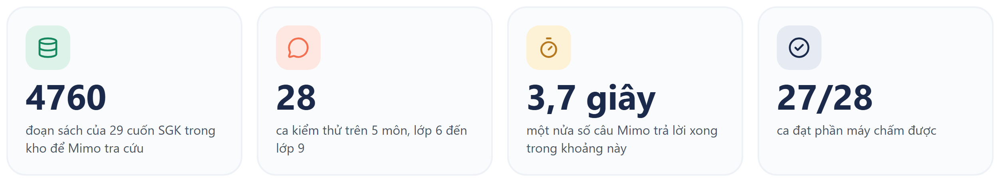 4760
đoạn sách của 29 cuốn SGK trong
kho để Mimo tra cứu
28
ca kiểm thử trên 5 môn, lớp 6 đến
lớp 9
3,7 giây
một nửa số câu Mimo trả lời xong
trong khoảng này
27/28
ca đạt phần máy chấm được